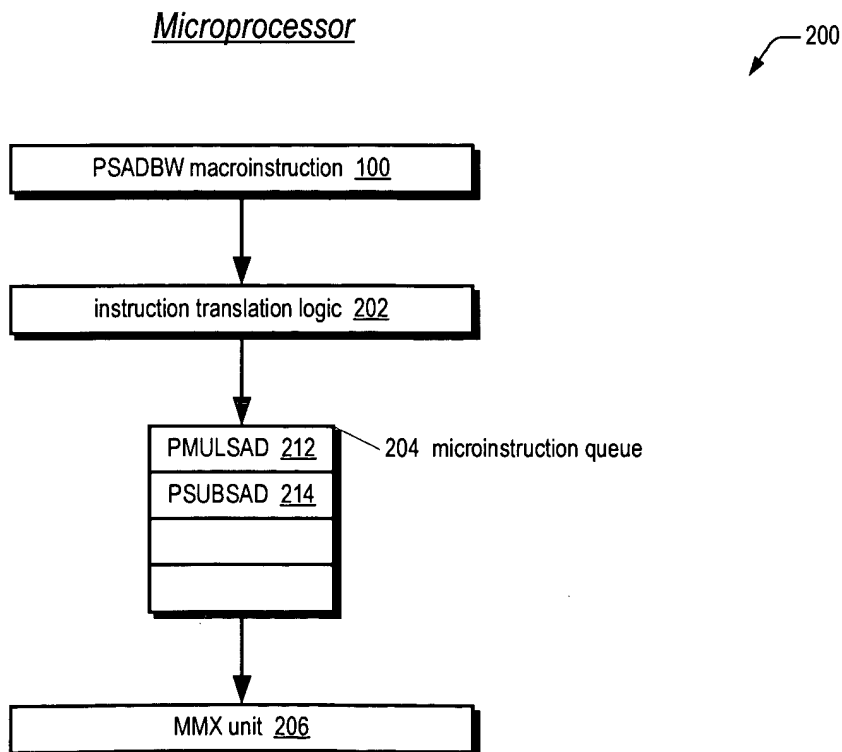 Microprocessor
200
PSADBW macroinstruction 100
instruction translation logic 202
PMULSAD 212
204 microinstruction queue
PSUBSAD 214
MMX unit 206